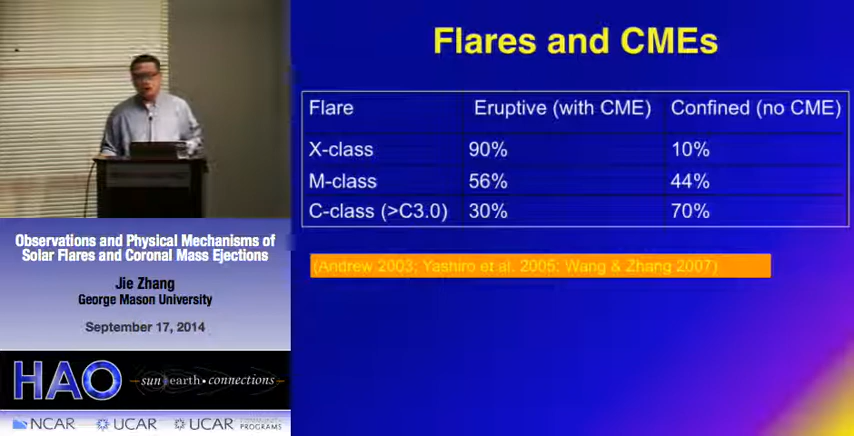 Flares and CMEs
Flare Eruptive (with CME) Confined (no CME)
X-class 90% 10%
M-class 56% 44%
C-class (>C3.0) 30% 70%
(Andrew 2003; Yashiro et al. 2005; Wang & Zhang 2007)
Observations and Physical Mechanisms of
Solar Flares and Coronal Mass Ejections
Jie Zhang
George Mason University
September 17, 2014
HAO
sun earth • connections
NCAR UCAR UCAR COMMUNITY
PROGRAMS